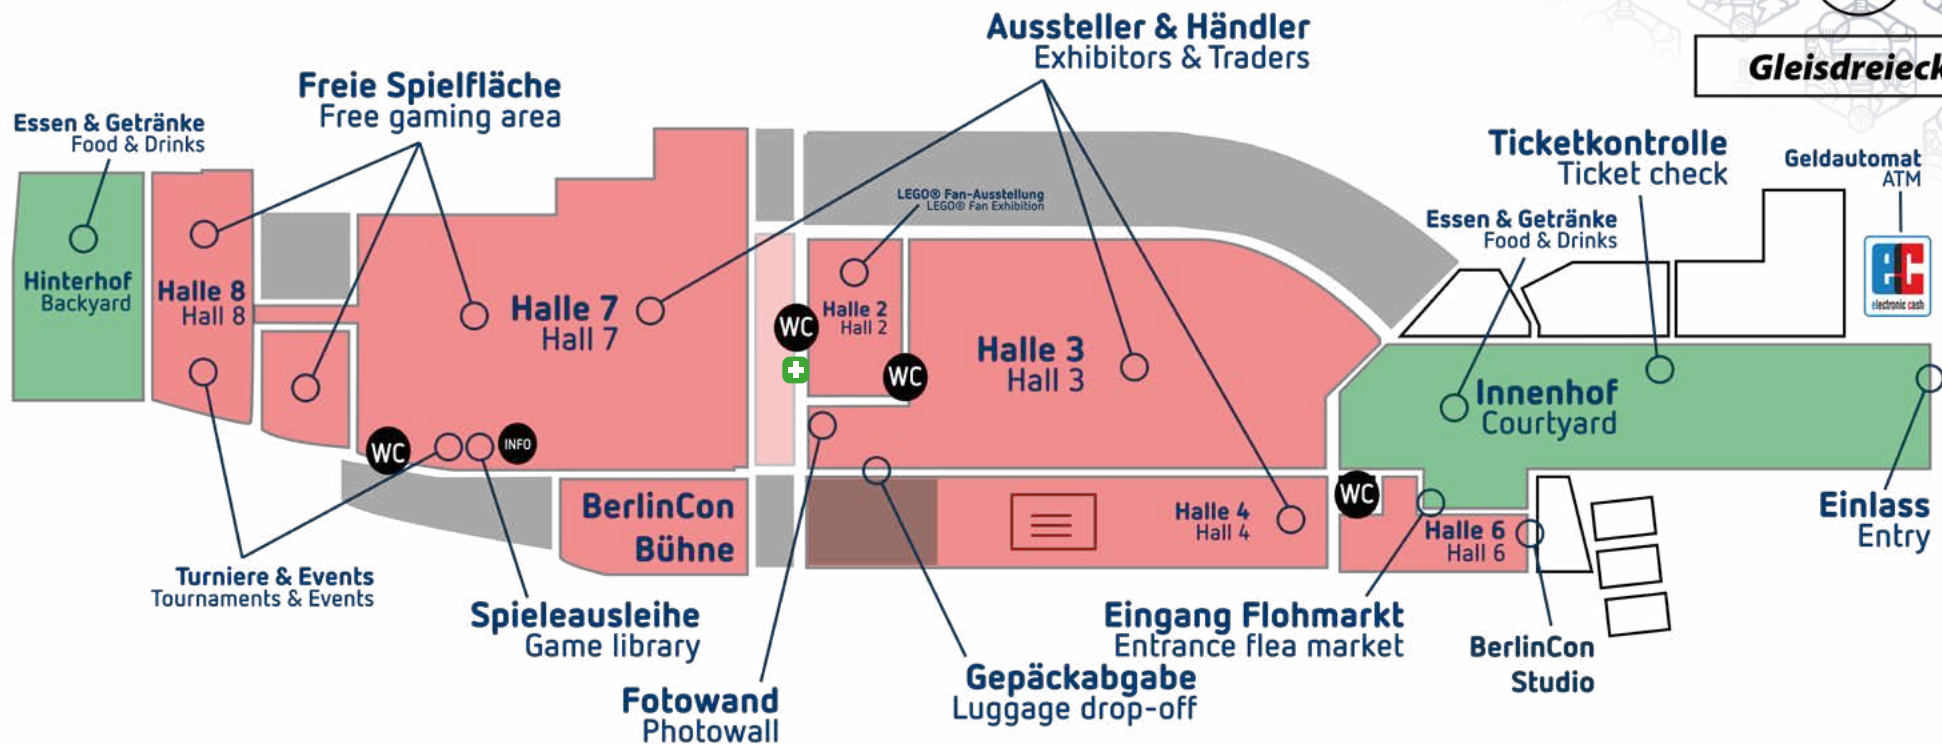 Aussteller & Händler
Exhibitors & Traders
Gleisdreieck
Freie Spielfläche
Free gaming area
Essen & Getränke
Food & Drinks
Ticketkontrolle
Ticket check
Geldautomat
ATM
LEGO® Fan-Ausstellung
LEGO® Fan Exhibition
Essen & Getränke
Food & Drinks
ec
electronic cash
Hinterhof
Backyard
Halle 8
Hall 8
Halle 7
Hall 7
WC
Halle 2
Hall 2
WC
Halle 3
Hall 3
Innenhof
Courtyard
WC
INFO
BerlinCon
Bühne
Halle 4
Hall 4
WC
Halle 6
Hall 6
Einlass
Entry
Turniere & Events
Tournaments & Events
Spieleausleihe
Game library
Eingang Flohmarkt
Entrance flea market
BerlinCon
Studio
Fotowand
Photowall
Gepäckabgabe
Luggage drop-off